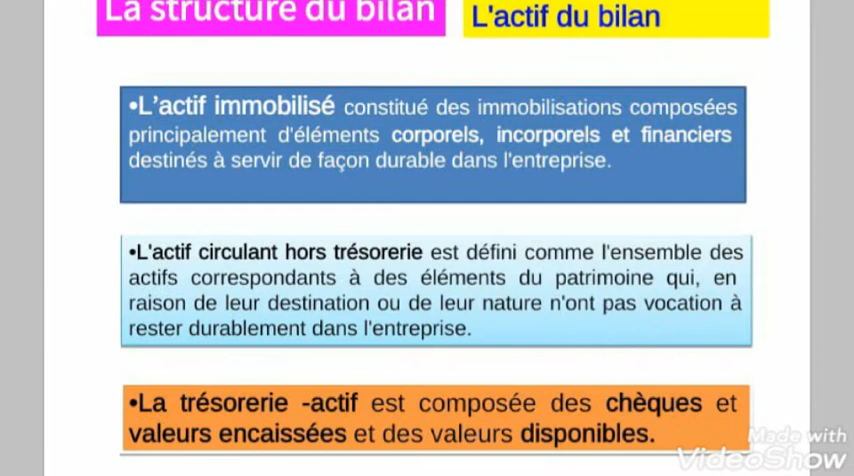 La structure du bilan
L'actif du bilan
•L'actif immobilisé constitué des immobilisations composées
principalement d'éléments corporels, incorporels et financiers
destinés à servir de façon durable dans l'entreprise.
•L'actif circulant hors trésorerie est défini comme l'ensemble des
actifs correspondants à des éléments du patrimoine qui, en
raison de leur destination ou de leur nature n'ont pas vocation à
rester durablement dans l'entreprise.
•La trésorerie -actif est composée des chèques et
valeurs encaissées et des valeurs disponibles.
Made with
VideoShow